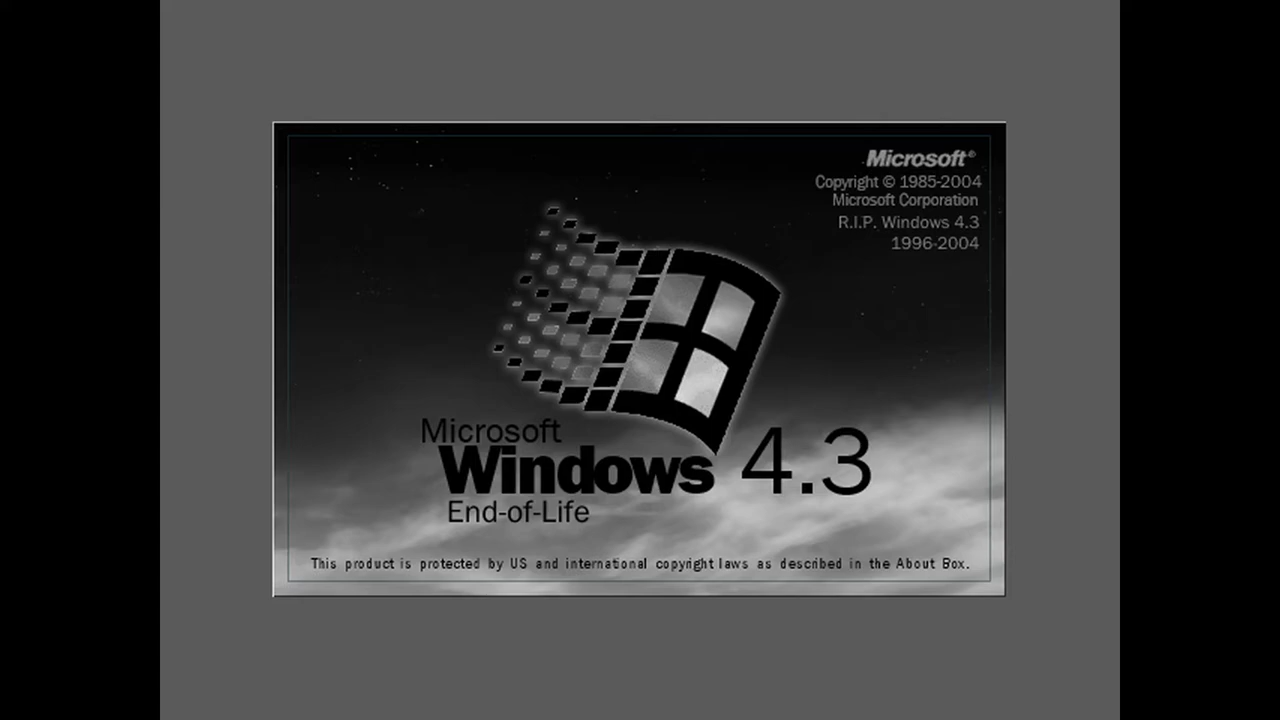 Microsoft®
Copyright © 1985-2004
Microsoft Corporation
R.I.P. Windows 4.3
1996-2004
Microsoft
Windows 4.3
End-of-Life
This product is protected by US and international copyright laws as described in the About Box.